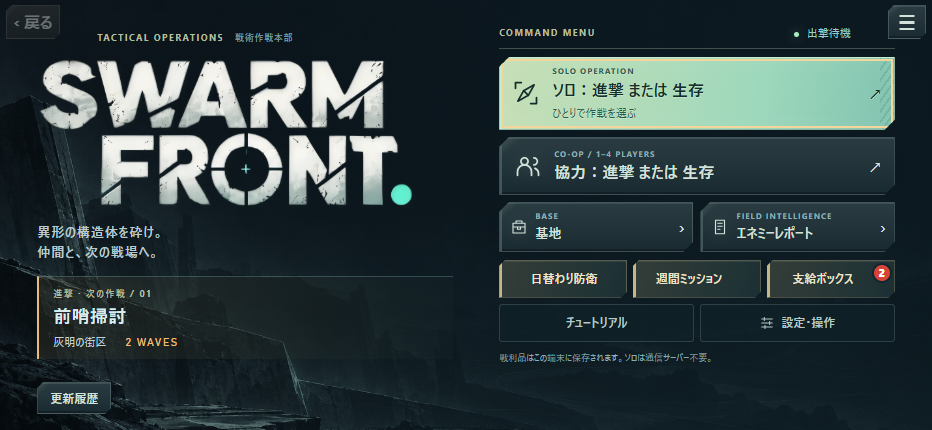 ‹ 戻る
TACTICAL OPERATIONS 戦術作戦本部
SWARM
FRONT.
異形の構造体を砕け。
仲間と、次の戦場へ。
進撃・次の作戦 / 01
前哨掃討
灰明の街区 2 WAVES
更新履歴
COMMAND MENU
出撃待機
SOLO OPERATION
ソロ：進撃 または 生存
ひとりで作戦を選ぶ
↗
CO-OP / 1–4 PLAYERS
協力：進撃 または 生存
↗
BASE
基地
›
FIELD INTELLIGENCE
エネミーレポート
›
日替わり防衛
週間ミッション
支給ボックス
2
チュートリアル
設定・操作
戦利品はこの端末に保存されます。ソロは通信サーバー不要。